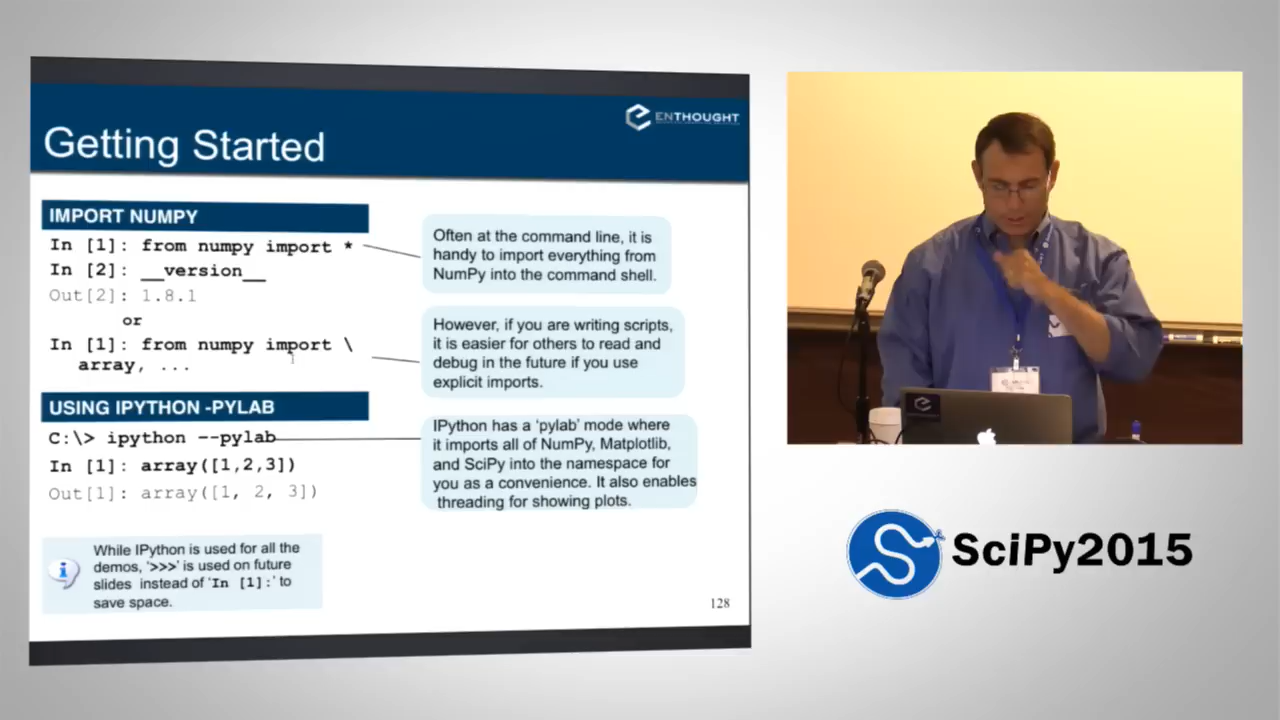 ENTHOUGHT
Getting Started
IMPORT NUMPY
In [1]: from numpy import *
In [2]: __version__
Out[2]: 1.8.1
or
In [1]: from numpy import \
array, ...
Often at the command line, it is
handy to import everything from
NumPy into the command shell.
However, if you are writing scripts,
it is easier for others to read and
debug in the future if you use
explicit imports.
USING IPYTHON -PYLAB
C:\> ipython --pylab
In [1]: array([1,2,3])
Out[1]: array([1, 2, 3])
IPython has a 'pylab' mode where
it imports all of NumPy, Matplotlib,
and SciPy into the namespace for
you as a convenience. It also enables
threading for showing plots.
While IPython is used for all the
demos, '>>>' is used on future
slides instead of 'In [1]:' to
save space.
128
SciPy2015